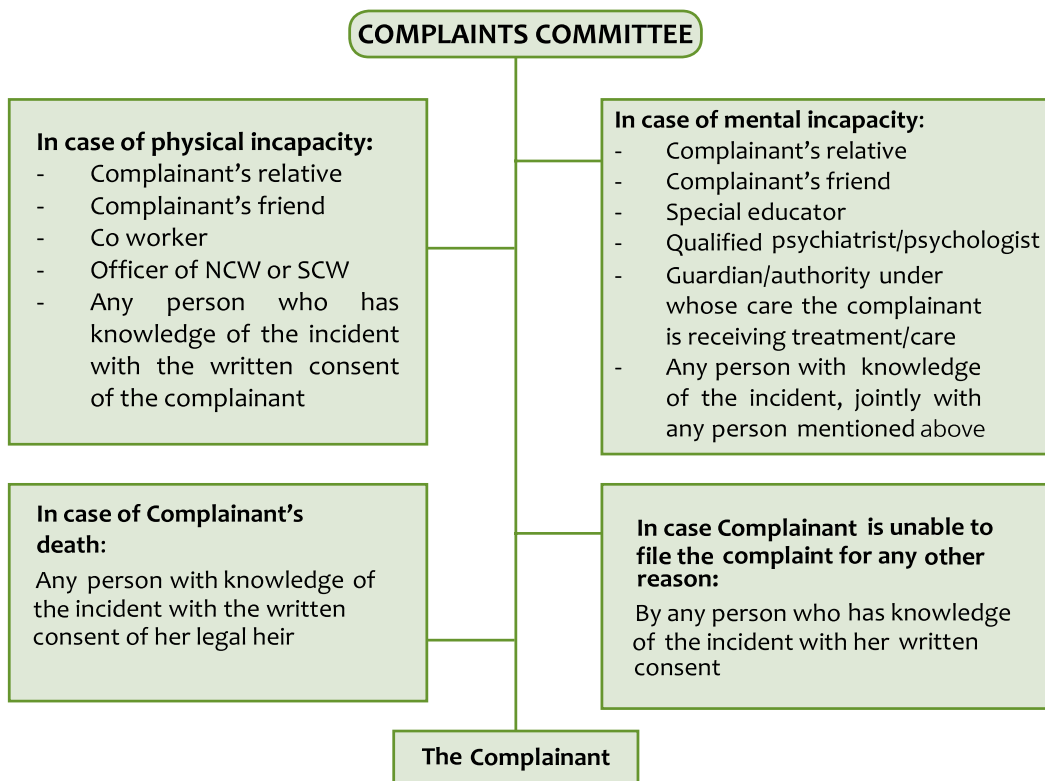 COMPLAINTS COMMITTEE
In case of physical incapacity:
- Complainant's relative
- Complainant's friend
- Co worker
- Officer of NCW or SCW
- Any person who has
knowledge of the incident
with the written consent
of the complainant
In case of mental incapacity:
- Complainant's relative
- Complainant's friend
- Special educator
- Qualified psychiatrist/psychologist
- Guardian/authority under
whose care the complainant
is receiving treatment/care
- Any person with knowledge
of the incident, jointly with
any person mentioned above
In case of Complainant's
death:
Any person with knowledge of
the incident with the written
consent of her legal heir
In case Complainant is unable to
file the complaint for any other
reason:
By any person who has knowledge
of the incident with her written
consent
The Complainant